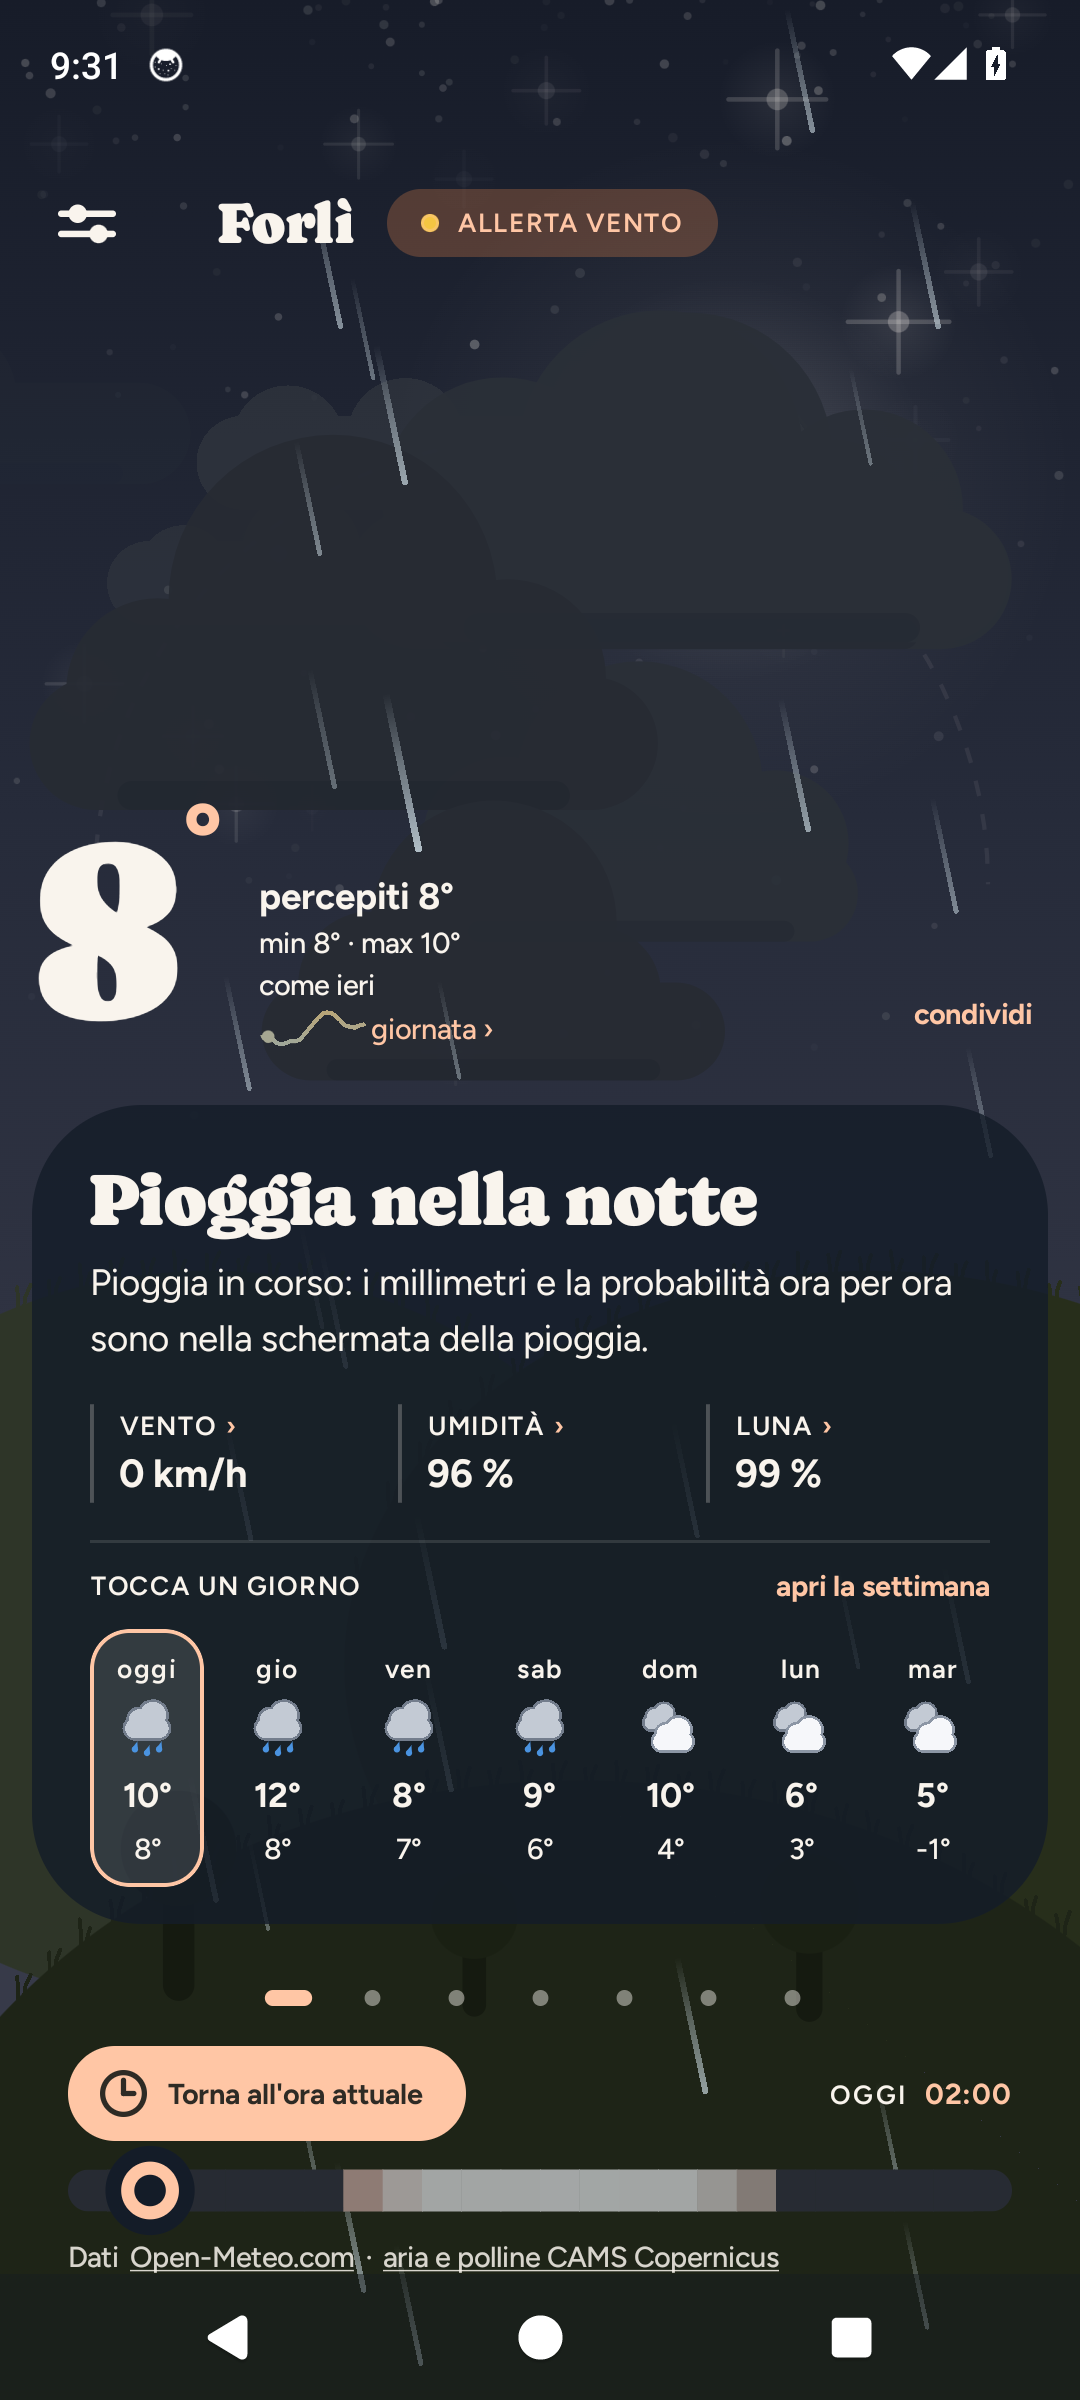 9:31
Forlì
ALLERTA VENTO
8°
percepiti 8°
min 8° · max 10°
come ieri
giornata ›
condividi
Pioggia nella notte
Pioggia in corso: i millimetri e la probabilità ora per ora
sono nella schermata della pioggia.
VENTO › UMIDITÀ › LUNA ›
0 km/h 96 % 99 %
TOCCA UN GIORNO apri la settimana
oggi gio ven sab dom lun mar
10° 12° 8° 9° 10° 6° 5°
8° 8° 7° 6° 4° 3° -1°
Torna all'ora attuale OGGI 02:00
Dati Open-Meteo.com · aria e polline CAMS Copernicus